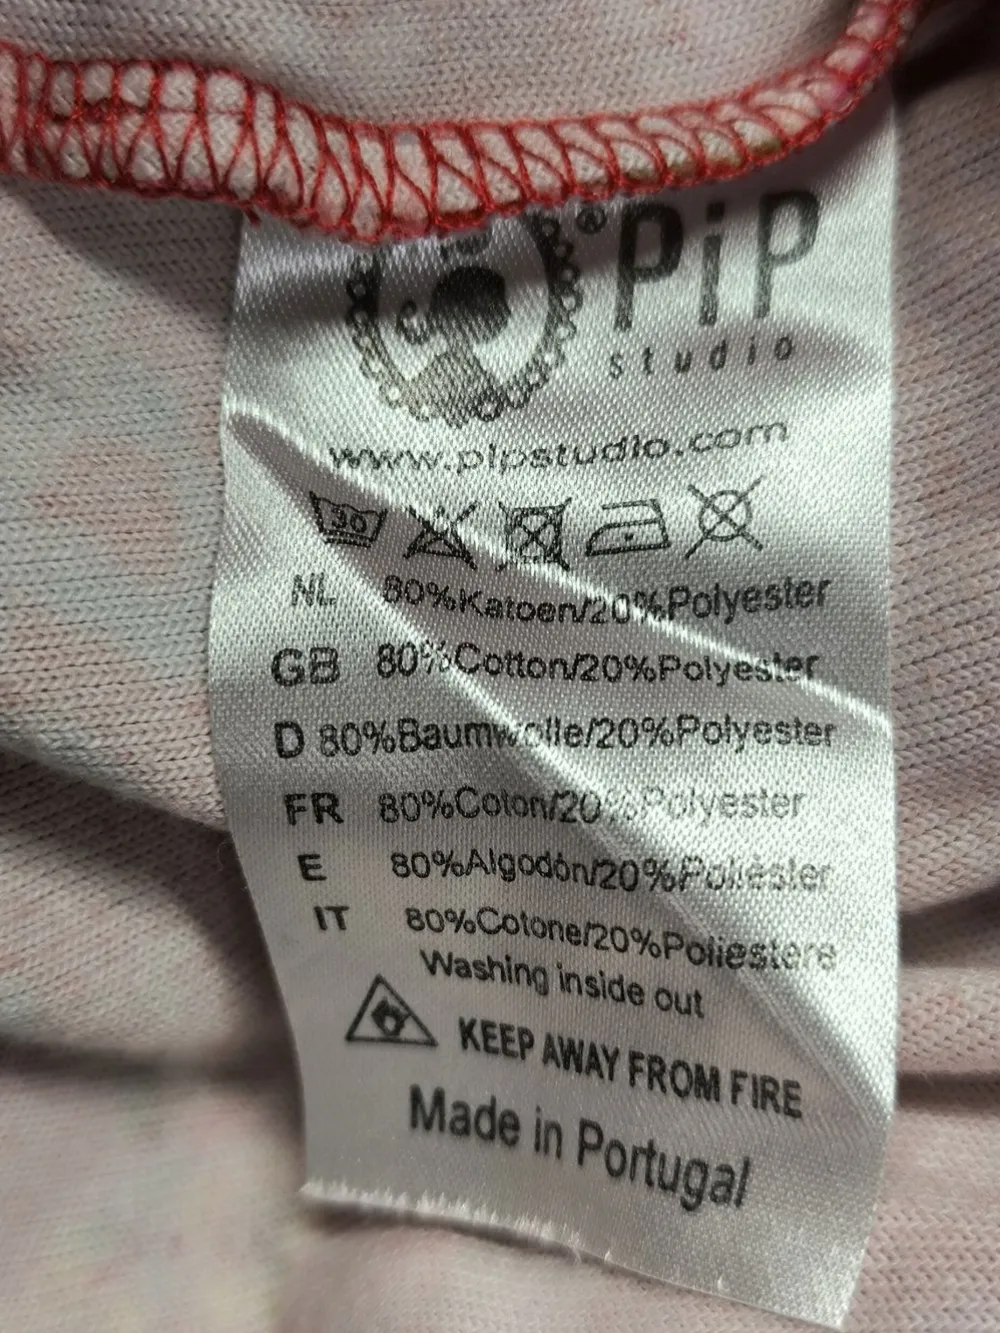 ®PiP
studio
www.pipstudio.com
30
NL 80%Katoen/20%Polyester
GB 80%Cotton/20%Polyester
D 80%Baumwolle/20%Polyester
FR 80%Coton/20%Polyester
E 80%Algodón/20%Poliéster
IT 80%Cotone/20%Poliestere
Washing inside out
KEEP AWAY FROM FIRE
Made in Portugal